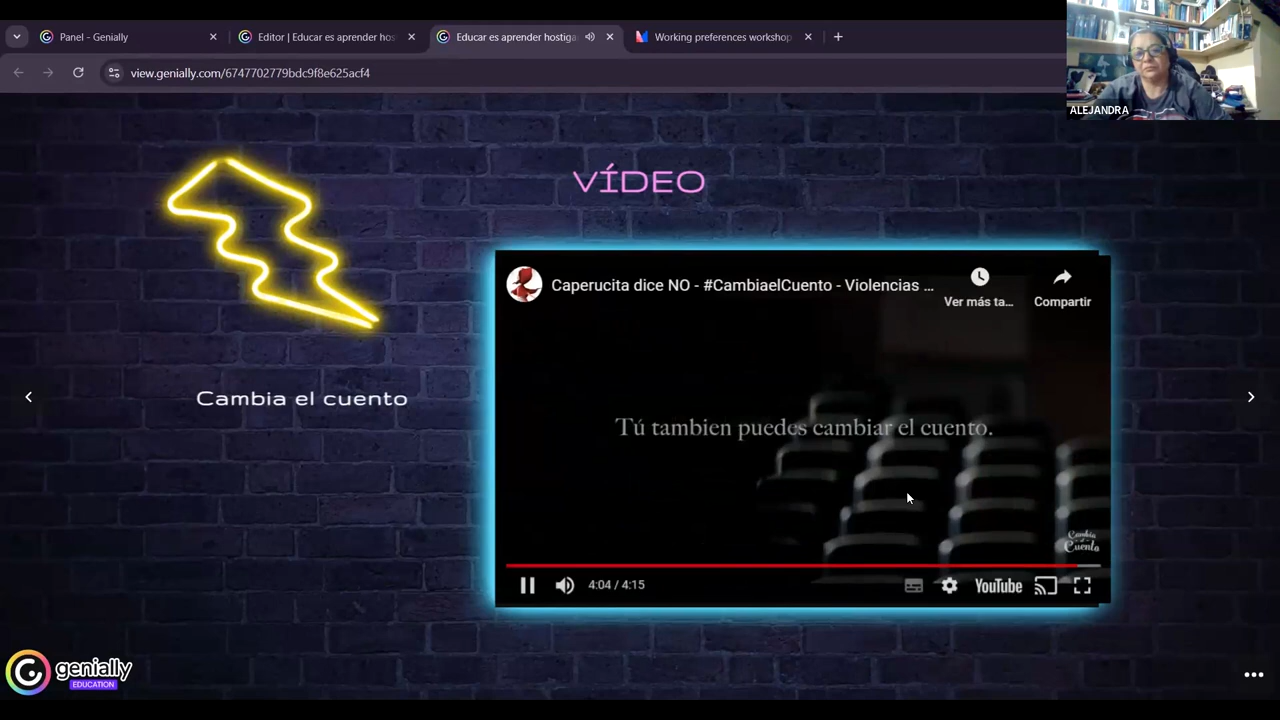 Panel - Genially
Editor | Educar es aprender hos
Educar es aprender hostiga
Working preferences workshop
view.genially.com/6747702779bdc9f8e625acf4
ALEJANDRA
VÍDEO
Caperucita dice NO - #CambiaelCuento - Violencias ...
Ver más ta...
Compartir
Cambia el cuento
Tú tambien puedes cambiar el cuento.
Cambia el Cuento
4:04 / 4:15
YouTube
genially
EDUCATION